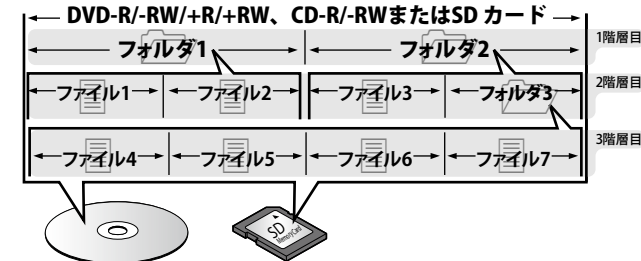 DVD-R/-RW/+R/+RW、CD-R/-RWまたはSD カード
フォルダ1 フォルダ2 1階層目
ファイル1 ファイル2 ファイル3 フォルダ3 2階層目
ファイル4 ファイル5 ファイル6 ファイル7 3階層目
SD
MemoryCard